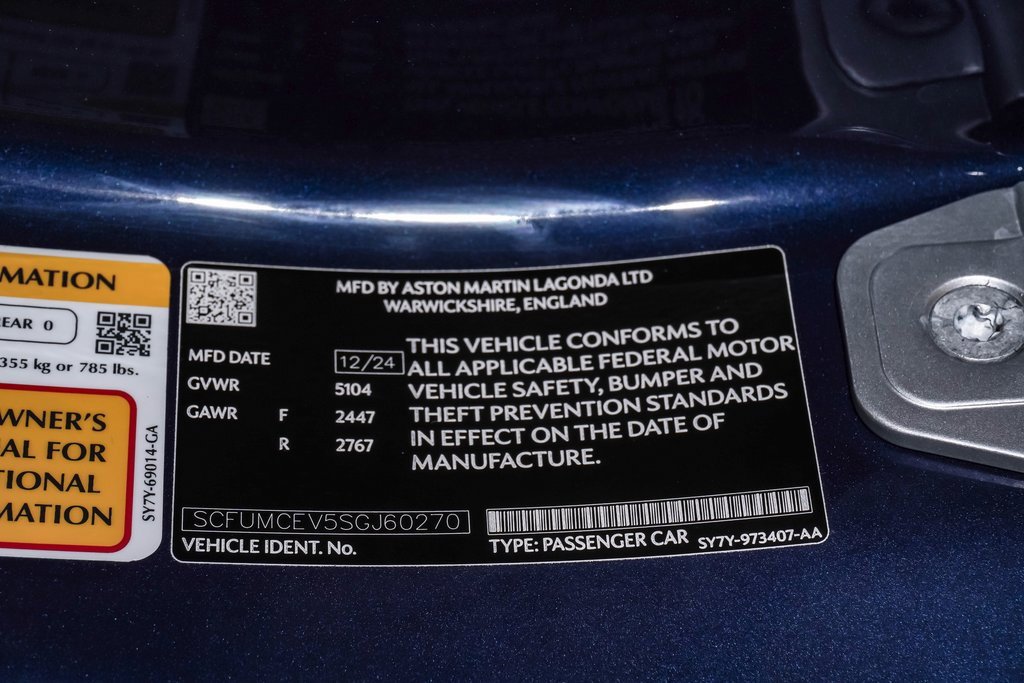 MATION
REAR 0
355 kg or 785 lbs.
WNER'S
AL FOR
TIONAL
MATION
SY7Y-69014-GA
MFD BY ASTON MARTIN LAGONDA LTD
WARWICKSHIRE, ENGLAND
MFD DATE 12/24
GVWR 5104
GAWR F 2447
R 2767
THIS VEHICLE CONFORMS TO
ALL APPLICABLE FEDERAL MOTOR
VEHICLE SAFETY, BUMPER AND
THEFT PREVENTION STANDARDS
IN EFFECT ON THE DATE OF
MANUFACTURE.
SCFUMCEV5SGJ60270
VEHICLE IDENT. No.
TYPE: PASSENGER CAR SY7Y-973407-AA